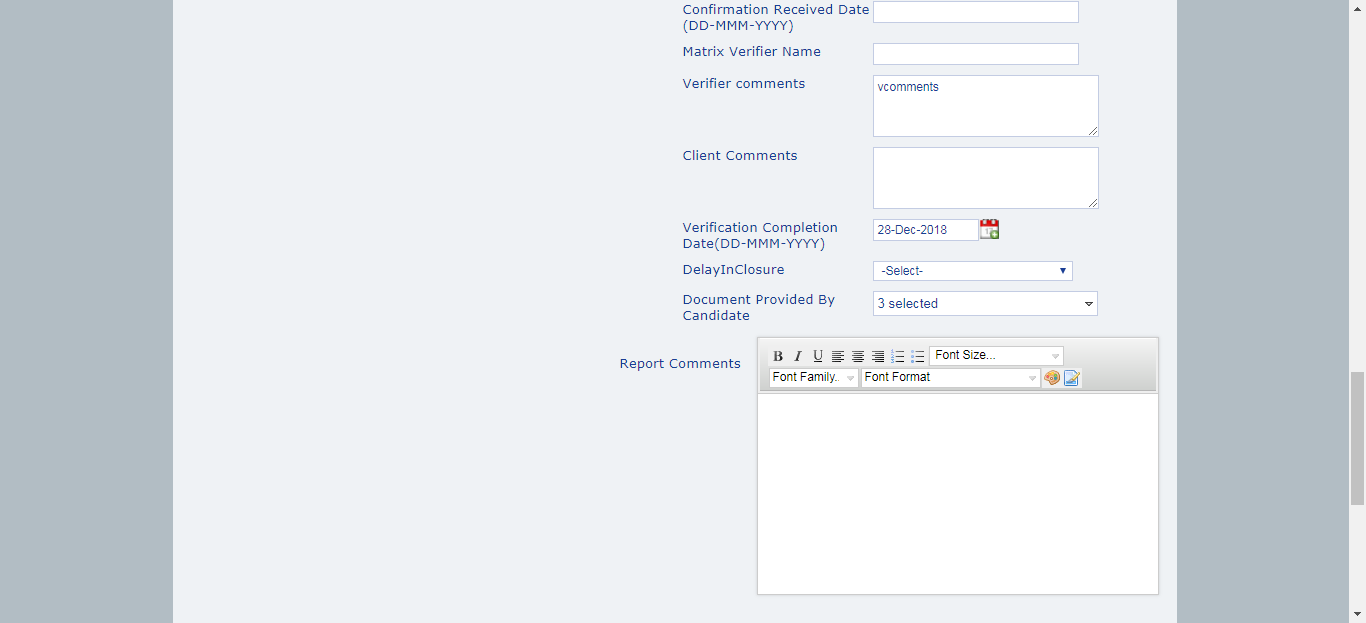 Confirmation Received Date
(DD-MMM-YYYY)
Matrix Verifier Name
Verifier comments
vcomments
Client Comments
Verification Completion
Date(DD-MMM-YYYY)
28-Dec-2018
DelayInClosure
-Select-
Document Provided By
Candidate
3 selected
Report Comments
B I U
Font Size...
Font Family..
Font Format